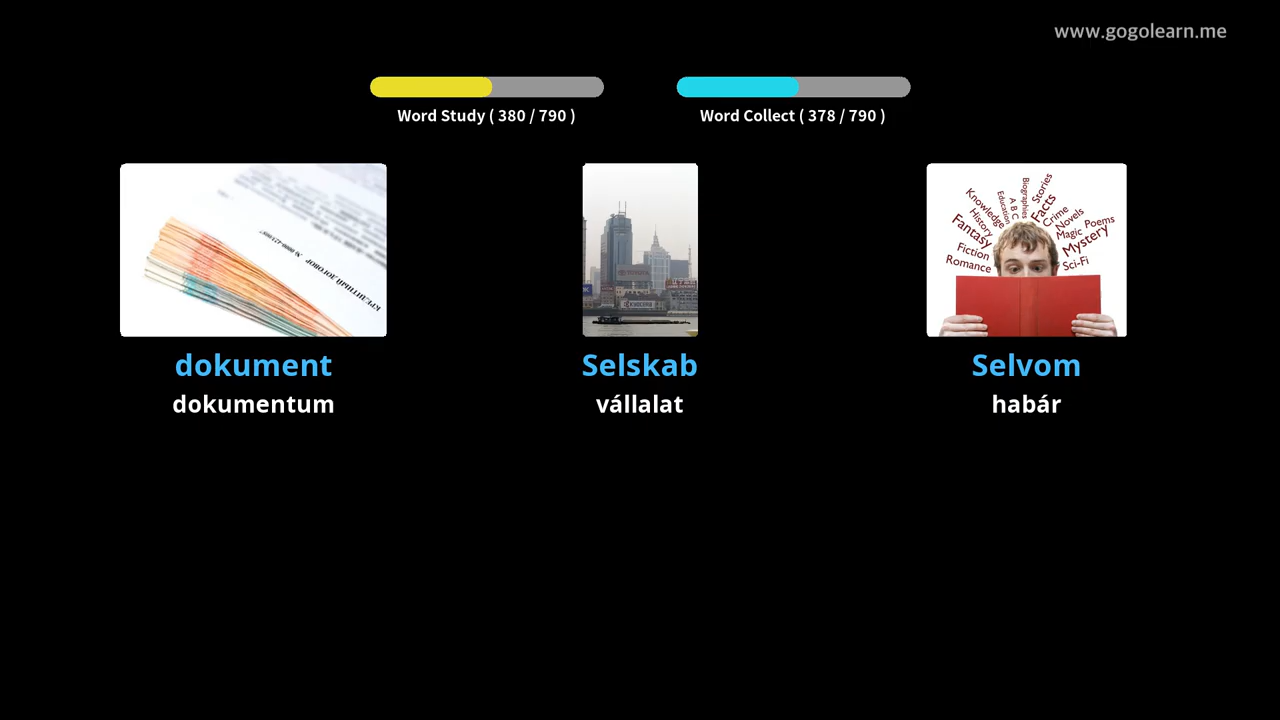 www.gogolearn.me
Word Study ( 380 / 790 )
Word Collect ( 378 / 790 )
TOYOTA
Knowledge
History
Fantasy
Fiction
Romance
Education
A B C
Biographies
Stories
Facts
Crime
Novels
Magic
Poems
Mystery
Sci-Fi
dokument
Selskab
Selvom
dokumentum
vállalat
habár